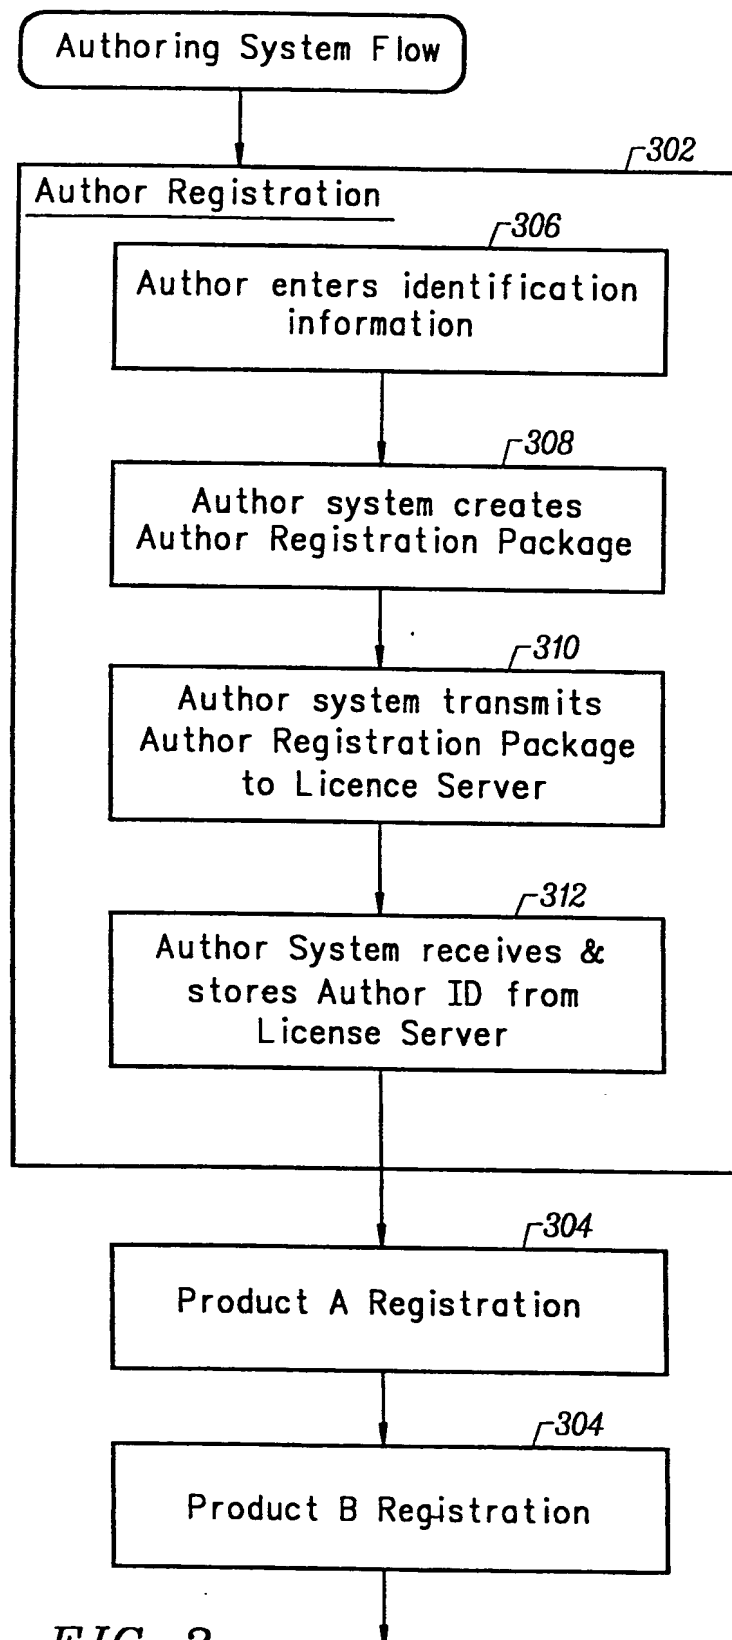 Authoring System Flow
302
Author Registration
306
Author enters identification
information
308
Author system creates
Author Registration Package
310
Author system transmits
Author Registration Package
to Licence Server
312
Author System receives &
stores Author ID from
License Server
304
Product A Registration
304
Product B Registration
FIG.